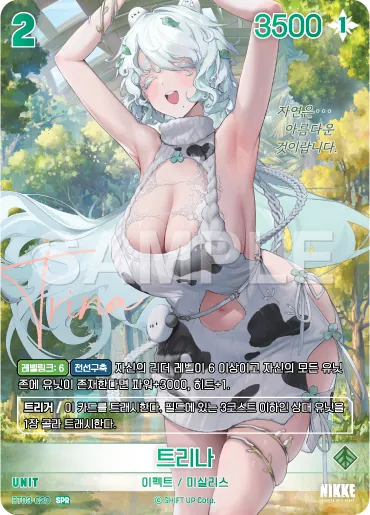 2
3500 1
자연은···
아름다운
것이랍니다.
SAMPLE
Trina
레벨링크: 6 전선구축 자신의 리더 레벨이 6 이상이고 자신의 모든 유닛
존에 유닛이 존재한다면 파워+3000, 히트+1.
트리거 / 이 카드를 트래시한다. 필드에 있는 3코스트 이하인 상대 유닛을
1장 골라 트래시한다.
트리나
UNIT 이펙트 / 미실리스
SPR ⓒ SHIFT UP Corp.
NIKKE